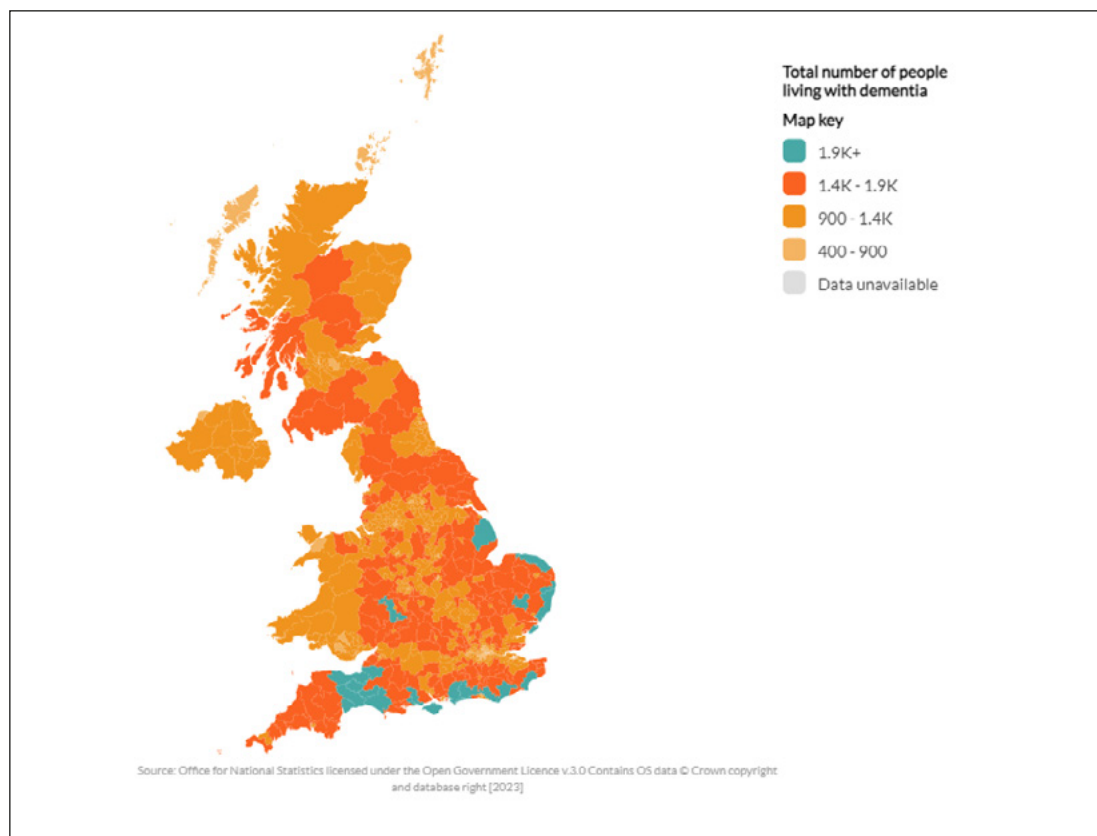 Total number of people
living with dementia
Map key
1.9K+
1.4K - 1.9K
900 - 1.4K
400 - 900
Data unavailable
Source: Office for National Statistics licensed under the Open Government Licence v.3.0 Contains OS data © Crown copyright
and database right [2023]